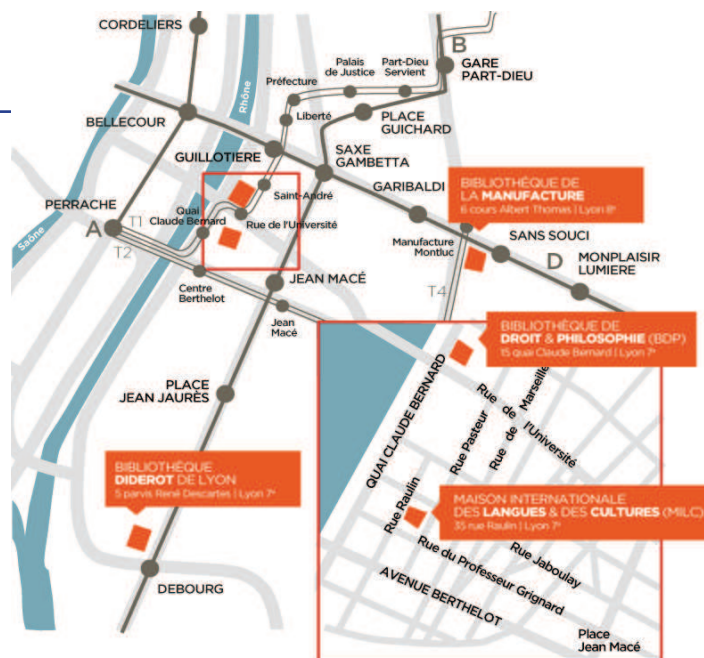 CORDELIERS
B
GARE
PART-DIEU
Palais
de Justice
Part-Dieu
Servient
Préfecture
Rhône
Liberté
PLACE
GUICHARD
BELLECOUR
GUILLOTIERE
SAXE
GAMBETTA
BIBLIOTHÈQUE DE
LA MANUFACTURE
6 cours Albert Thomas | Lyon 8e
GARIBALDI
Saint-André
PERRACHE
A
T1
T2
Quai
Claude Bernard
Rue de l'Université
Saône
Manufacture
Montluc
SANS SOUCI
D
MONPLAISIR
LUMIERE
T4
JEAN MACÉ
Centre
Berthelot
Jean
Macé
BIBLIOTHÈQUE DE
DROIT & PHILOSOPHIE (BDP)
15 quai Claude Bernard | Lyon 7e
QUAI CLAUDE BERNARD
Rue Pasteur
Rue de Marseille
Rue de l'Université
PLACE
JEAN JAURÈS
BIBLIOTHÈQUE
DIDEROT DE LYON
5 parvis René Descartes | Lyon 7e
Rue Raulin
MAISON INTERNATIONALE
DES LANGUES & DES CULTURES (MILC)
35 rue Raulin | Lyon 7e
Rue Jaboulay
Rue du Professeur Grignard
AVENUE BERTHELOT
DEBOURG
Place
Jean Macé